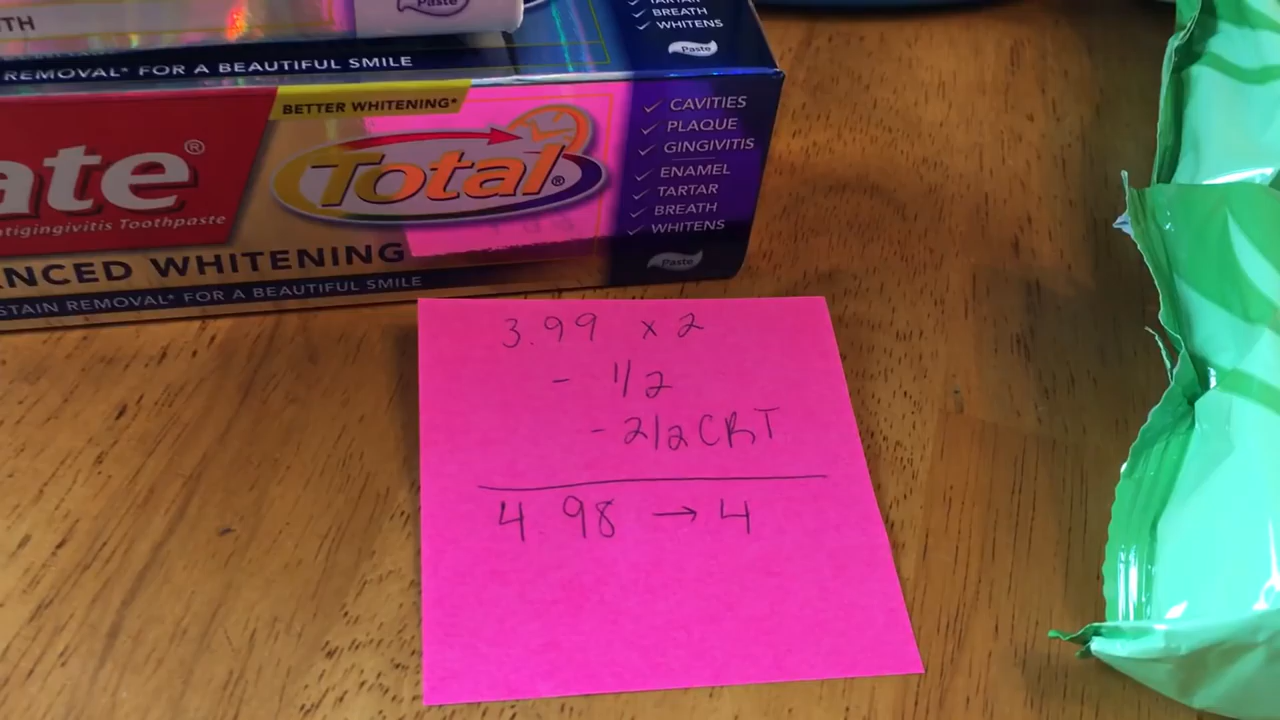 TH
Paste
TARTAR
BREATH
WHITENS
Paste
REMOVAL* FOR A BEAUTIFUL SMILE
BETTER WHITENING*
ate®
Total®
ntigingivitis Toothpaste
NCED WHITENING
STAIN REMOVAL* FOR A BEAUTIFUL SMILE
✓ CAVITIES
✓ PLAQUE
✓ GINGIVITIS
✓ ENAMEL
✓ TARTAR
✓ BREATH
✓ WHITENS
Paste
3.99 x 2
- 1/2
- 2/2 CRT
4.98 → 4